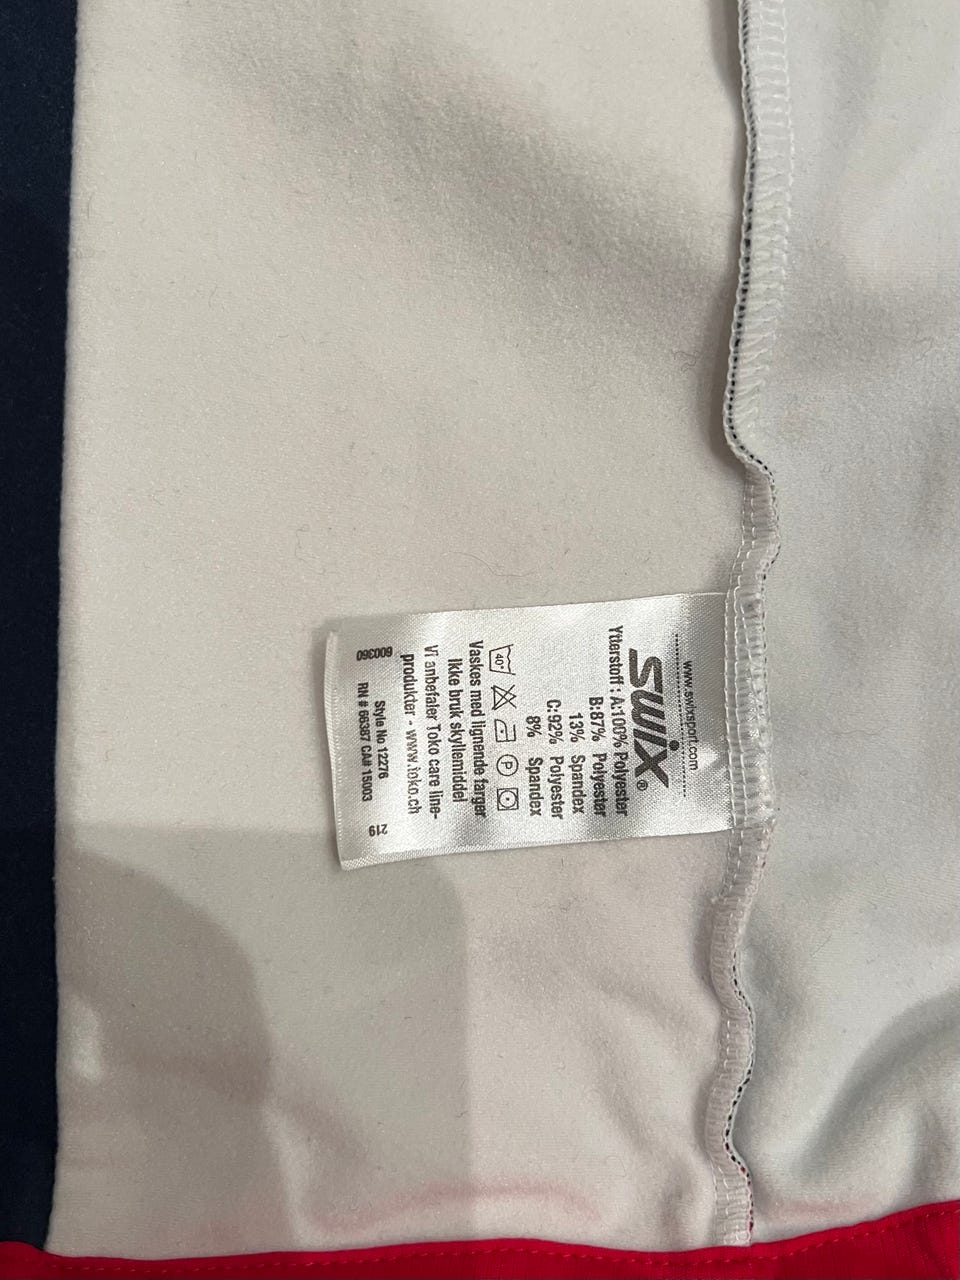 www.swixsport.com
SWIX®
Ytterstoff : A:100% Polyester
B:87% Polyester
13% Spandex
C:92% Polyester
8% Spandex
40°
P
Vaskes med lignende farger
Ikke bruk skyllemiddel
Vi anbefaler Toko care line-
produkter - www.toko.ch
Style No 12276
RN # 66387 CA# 15003
600360
219